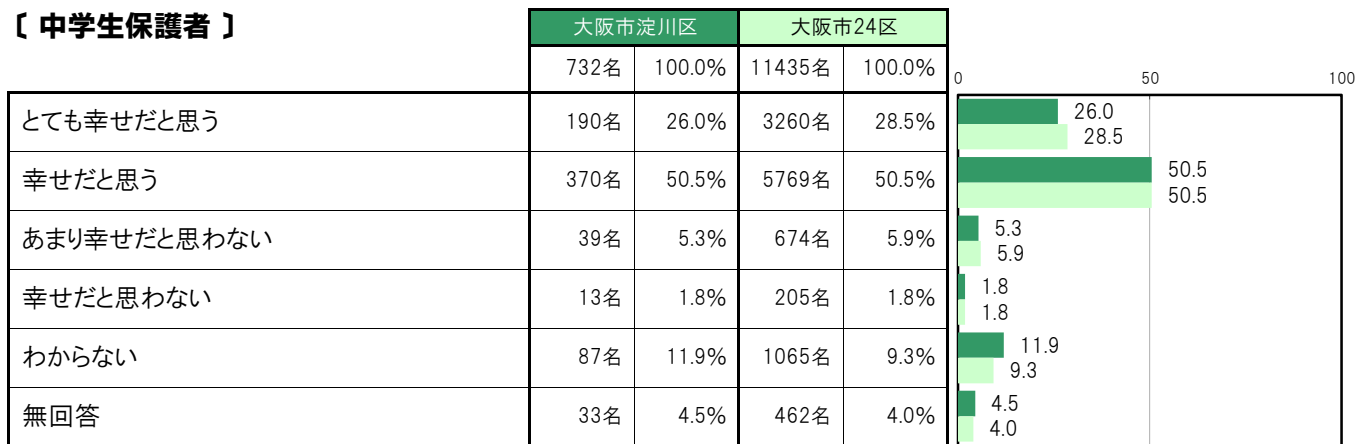 〔 中学生保護者 〕
大阪市淀川区 大阪市24区
732名 100.0% 11435名 100.0%
0 50 100
とても幸せだと思う 190名 26.0% 3260名 28.5%
26.0
28.5
幸せだと思う 370名 50.5% 5769名 50.5%
50.5
50.5
あまり幸せだと思わない 39名 5.3% 674名 5.9%
5.3
5.9
幸せだと思わない 13名 1.8% 205名 1.8%
1.8
1.8
わからない 87名 11.9% 1065名 9.3%
11.9
9.3
無回答 33名 4.5% 462名 4.0%
4.5
4.0